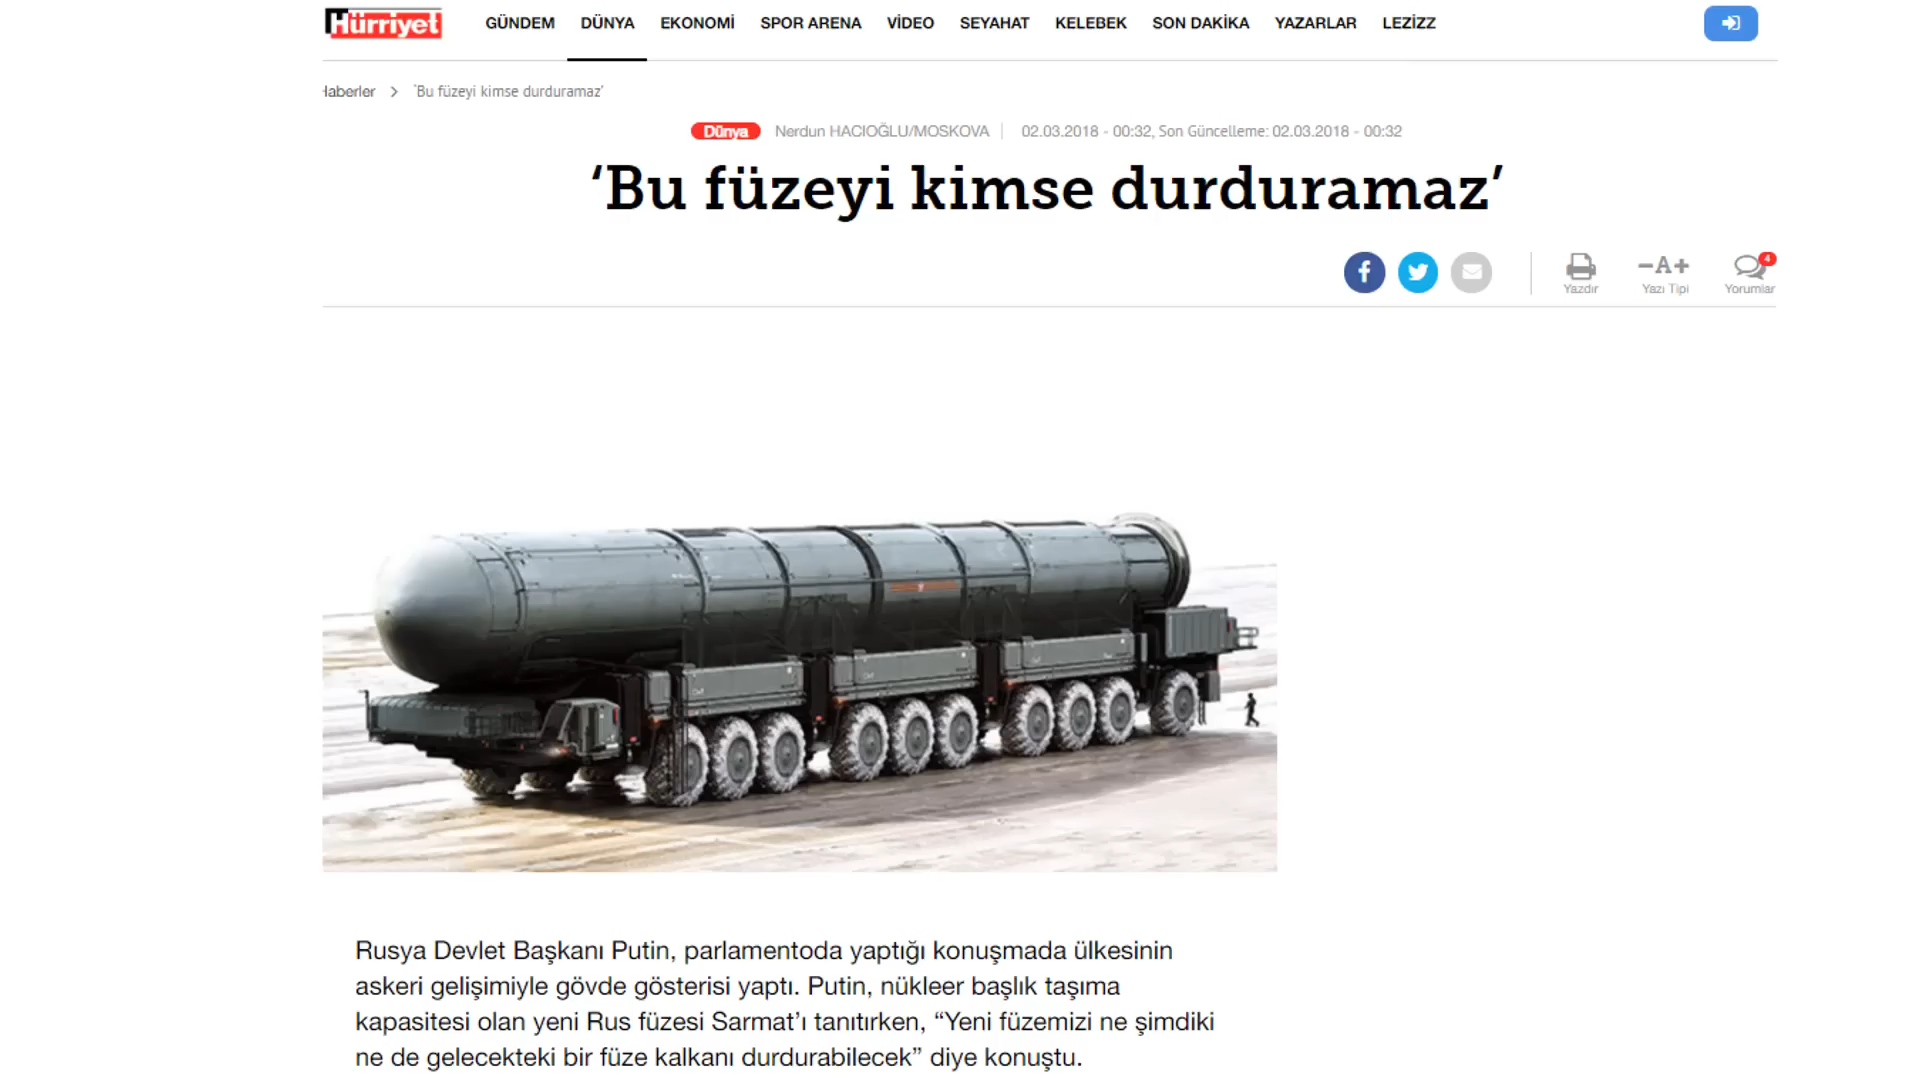 Hürriyet
GÜNDEM DÜNYA EKONOMİ SPOR ARENA VİDEO SEYAHAT KELEBEK SON DAKİKA YAZARLAR LEZİZZ
Haberler > 'Bu füzeyi kimse durduramaz'
Dünya Nerdun HACIOĞLU/MOSKOVA 02.03.2018 - 00:32, Son Güncelleme: 02.03.2018 - 00:32
‘Bu füzeyi kimse durduramaz’
4
−A+
Yazdır Yazı Tipi Yorumlar
Rusya Devlet Başkanı Putin, parlamentoda yaptığı konuşmada ülkesinin
askeri gelişimiyle gövde gösterisi yaptı. Putin, nükleer başlık taşıma
kapasitesi olan yeni Rus füzesi Sarmat’ı tanıtırken, “Yeni füzemizi ne şimdiki
ne de gelecekteki bir füze kalkanı durdurabilecek” diye konuştu.